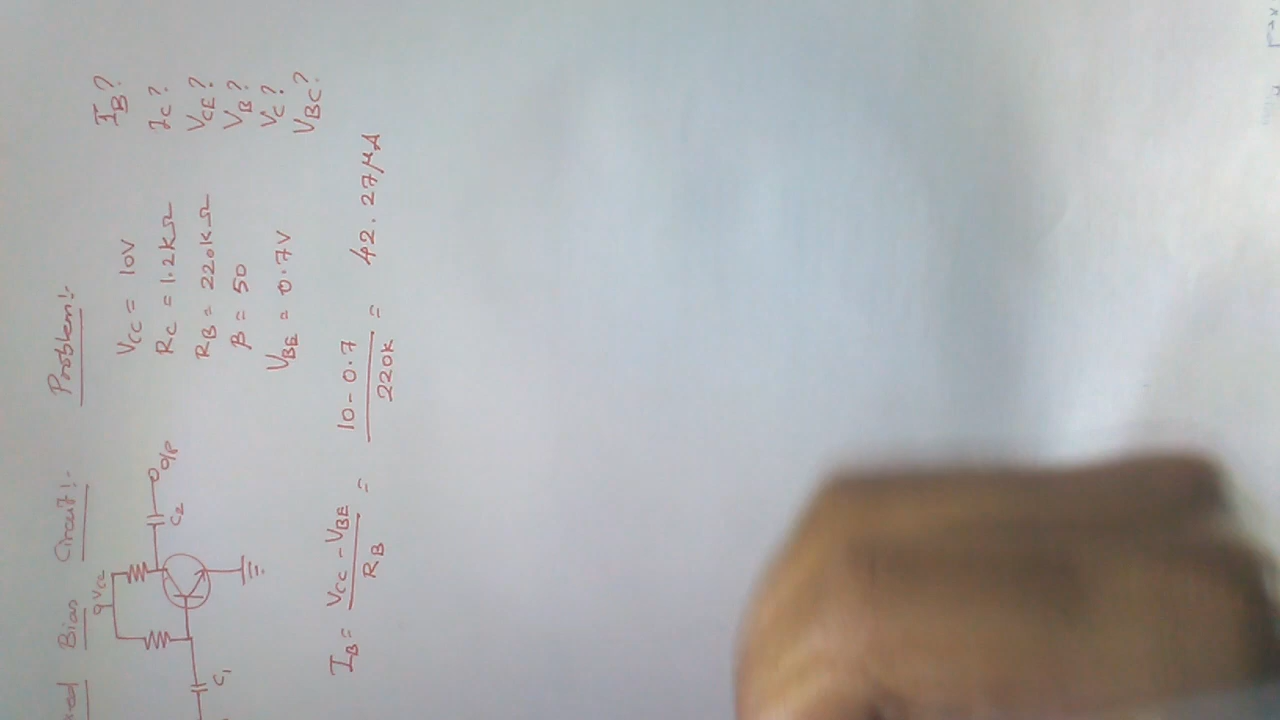 Bias Circuit:- Problem:-
VCC
C1
C2
O/P
VCC = 10V
RC = 1.2KΩ
RB = 220KΩ
β = 50
VBE = 0.7V
IB?
IC?
VCE?
VB?
VC?
VBC?
IB = VCC - VBE / RB = 10 - 0.7 / 220K = 42.27μA